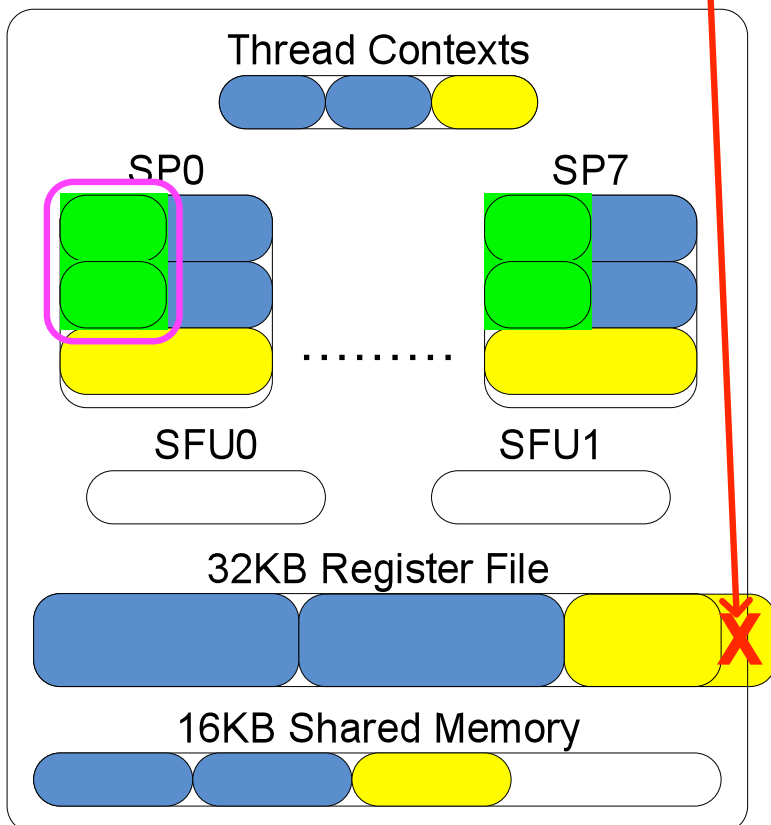 Thread Contexts
SP0 SP7
.........
SFU0 SFU1
32KB Register File
X
16KB Shared Memory